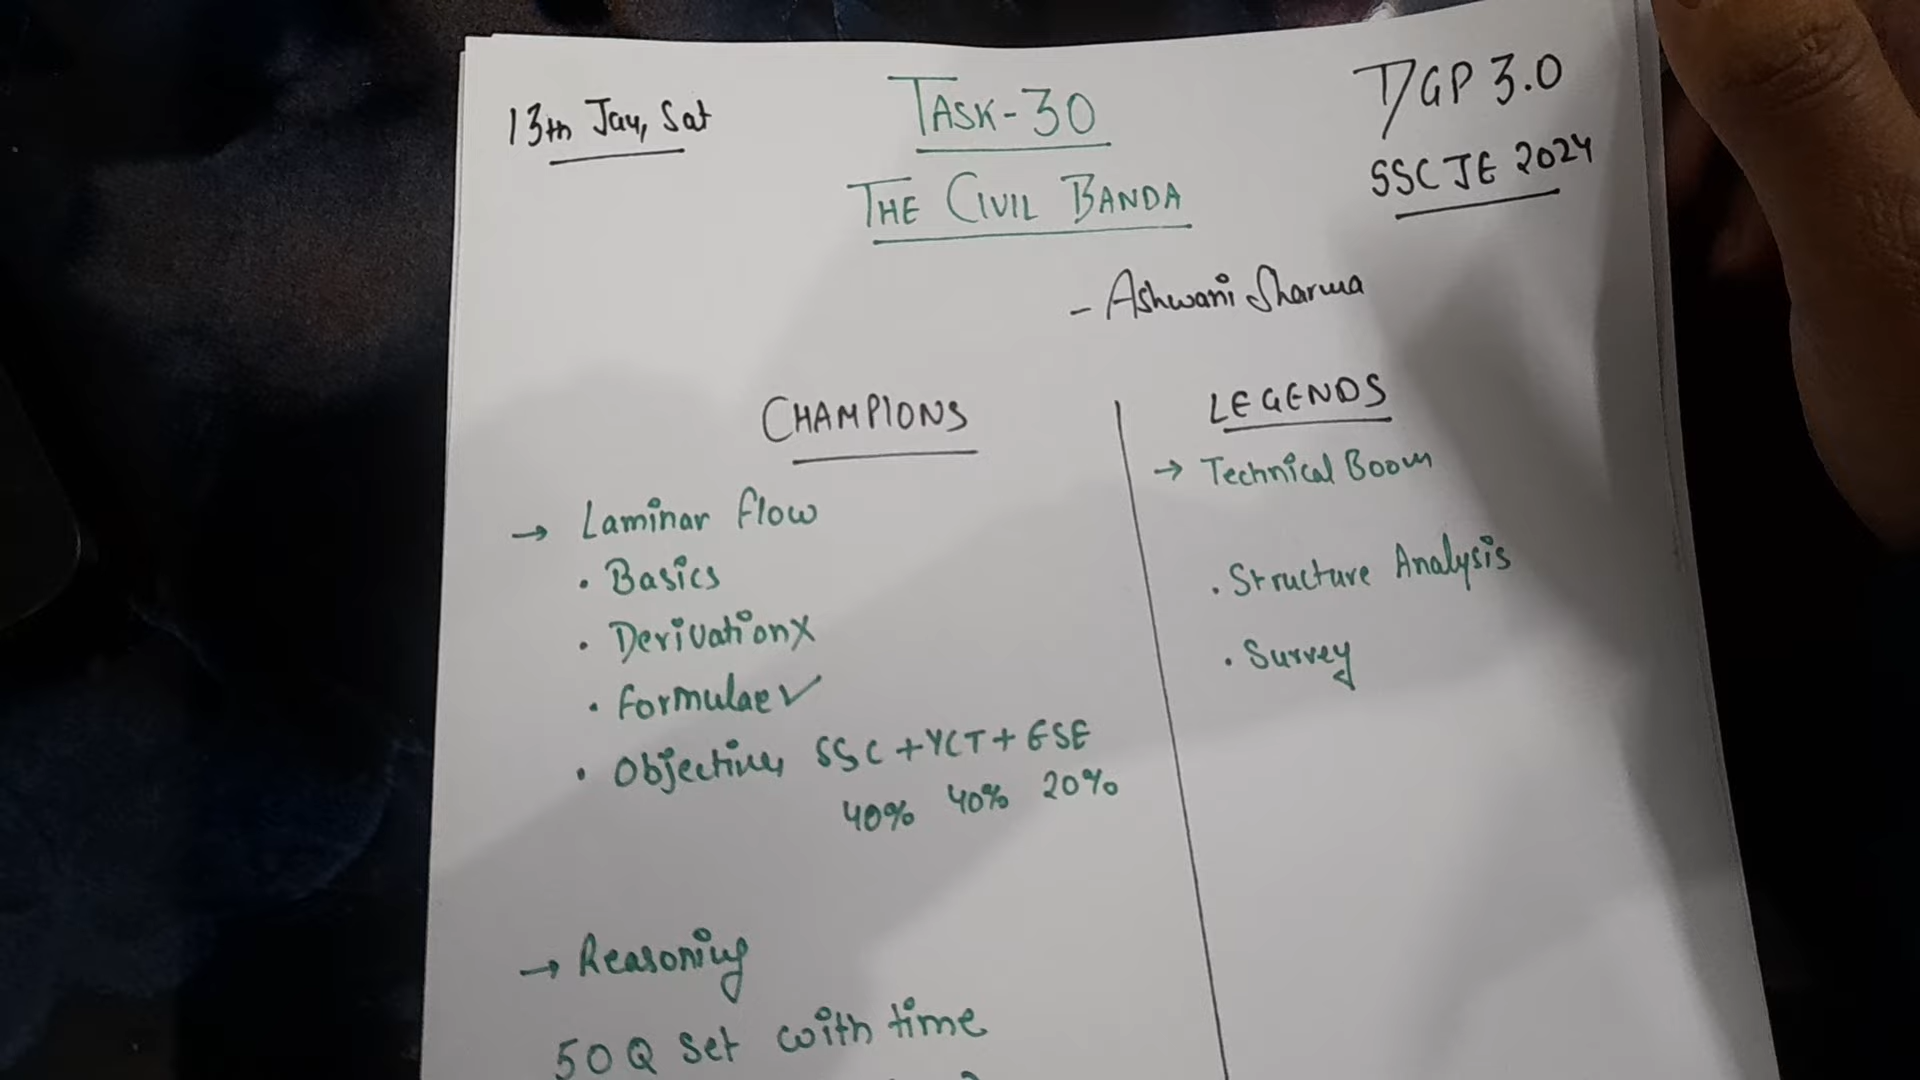 13th Jan, Sat
TASK-30
THE CIVIL BANDA
T/GP 3.0
SSC JE 2024
- Ashwani Sharma
CHAMPIONS
→ Laminar flow
• Basics
• Derivation X
• Formulae ✓
• Objectives SSC + YCT + ESE
40% 40% 20%
→ Reasoning
50 Q set with time
LEGENDS
→ Technical Boom
• Structure Analysis
• Survey